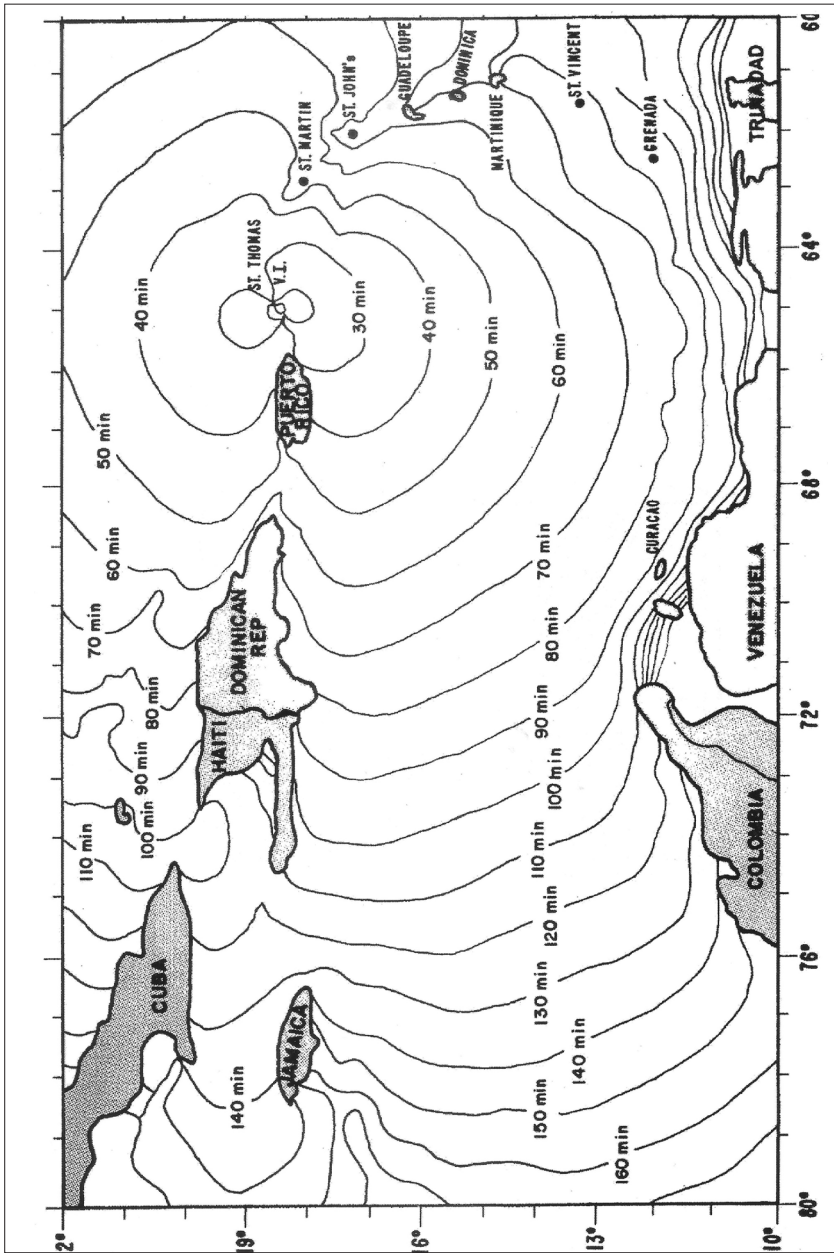 2°
110 min
70 min
60 min
50 min
100 min
90 min
80 min
40 min
CUBA
HAITI
DOMINICAN
REP
ST. THOMAS
V.I.
19°
140 min
JAMAICA
PUERTO
RICO
ST. MARTIN
ST. JOHN's
30 min
GUADELOUPE
16°
40 min
DOMINICA
50 min
MARTINIQUE
150 min
130 min
120 min
110 min
100 min
90 min
80 min
70 min
60 min
ST. VINCENT
140 min
13°
160 min
CURACAO
GRENADA
COLOMBIA
VENEZUELA
TRINADAD
10°
80°
76°
72°
68°
64°
60